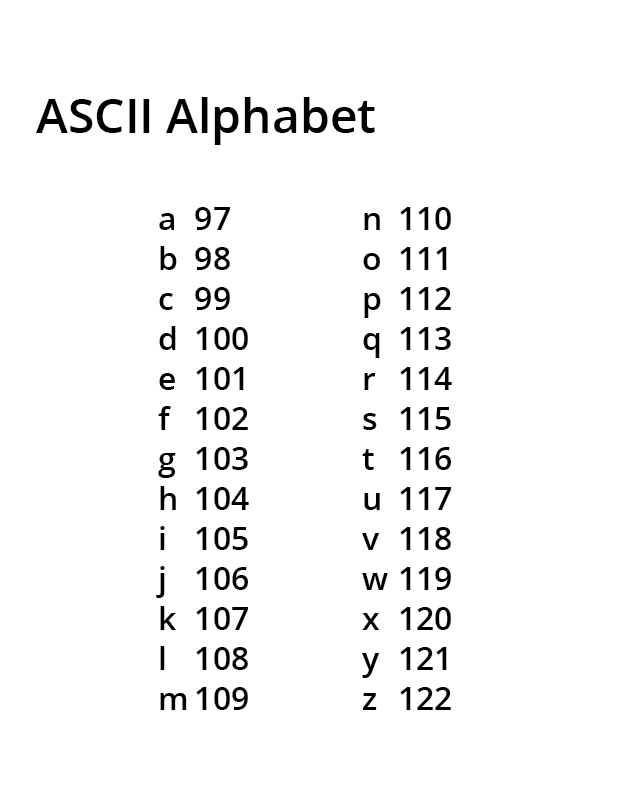 ASCII Alphabet
a 97
b 98
c 99
d 100
e 101
f 102
g 103
h 104
i 105
j 106
k 107
l 108
m 109
n 110
o 111
p 112
q 113
r 114
s 115
t 116
u 117
v 118
w 119
x 120
y 121
z 122